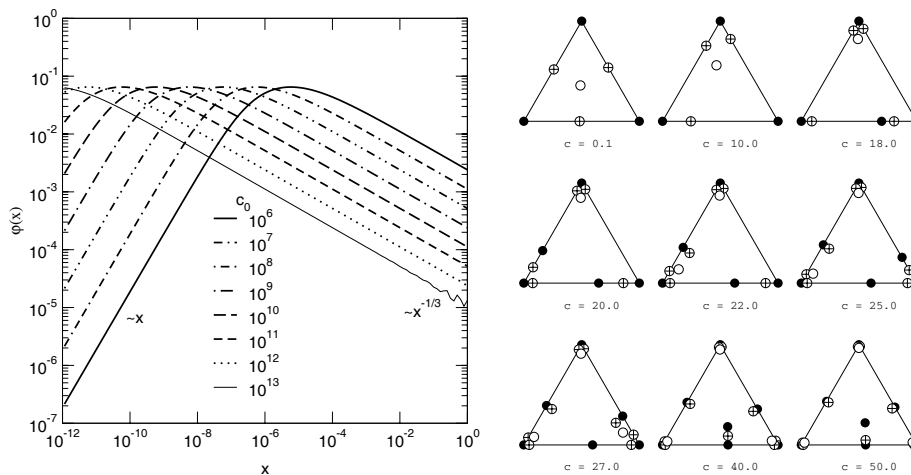 10^0
10^-1
10^-2
10^-3
10^-4
10^-5
10^-6
10^-7
φ(x)
c_0
10^6
10^7
10^8
10^9
10^10
10^11
10^12
10^13
~x
~x^-1/3
10^-12 10^-10 10^-8 10^-6 10^-4 10^-2 10^0
x
c = 0.1 c = 10.0 c = 18.0
c = 20.0 c = 22.0 c = 25.0
c = 27.0 c = 40.0 c = 50.0